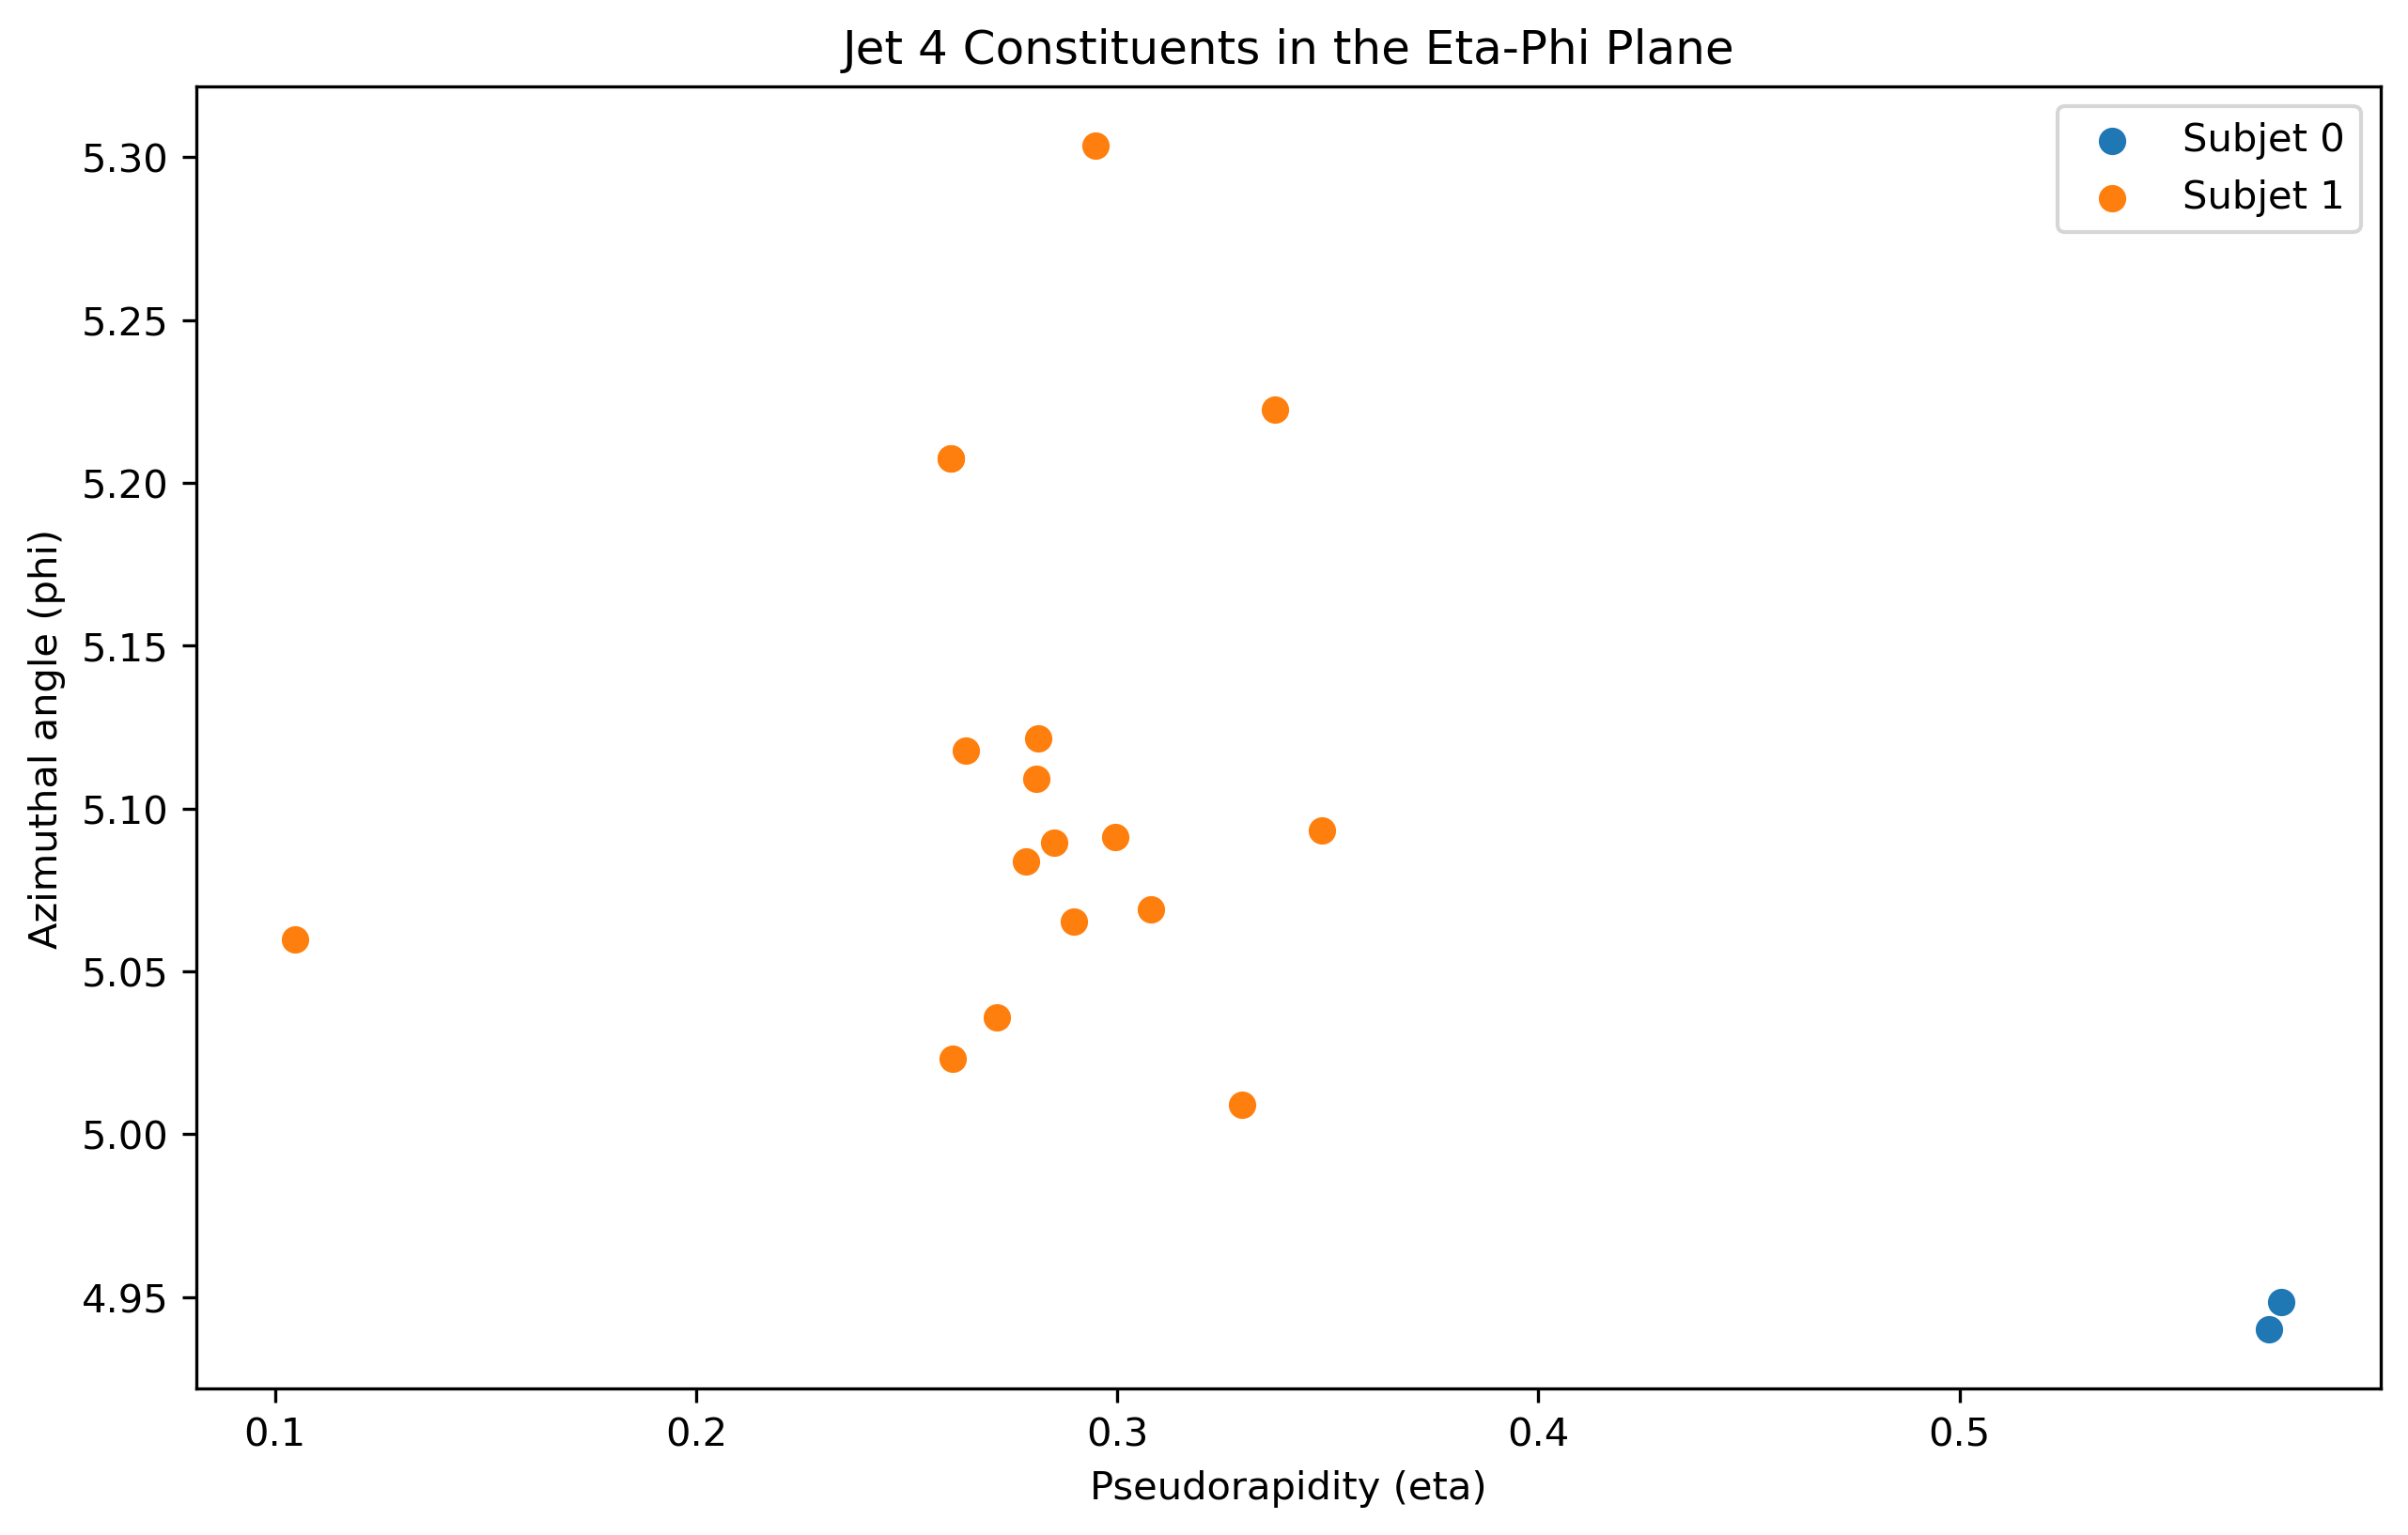 Jet 4 Constituents in the Eta-Phi Plane
Subjet 0
Subjet 1
Azimuthal angle (phi)
5.30
5.25
5.20
5.15
5.10
5.05
5.00
4.95
0.1 0.2 0.3 0.4 0.5
Pseudorapidity (eta)